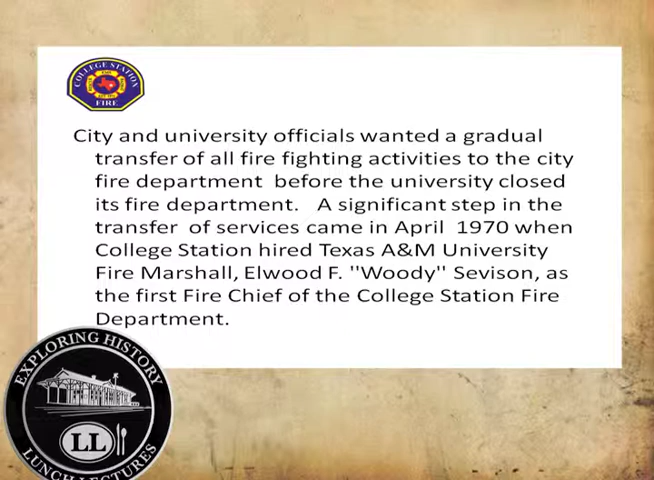 COLLEGE STATION
FIRE
City and university officials wanted a gradual
transfer of all fire fighting activities to the city
fire department before the university closed
its fire department. A significant step in the
transfer of services came in April 1970 when
College Station hired Texas A&M University
Fire Marshall, Elwood F. "Woody" Sevison, as
the first Fire Chief of the College Station Fire
Department.
EXPLORING HISTORY
LL
LUNCH LECTURES